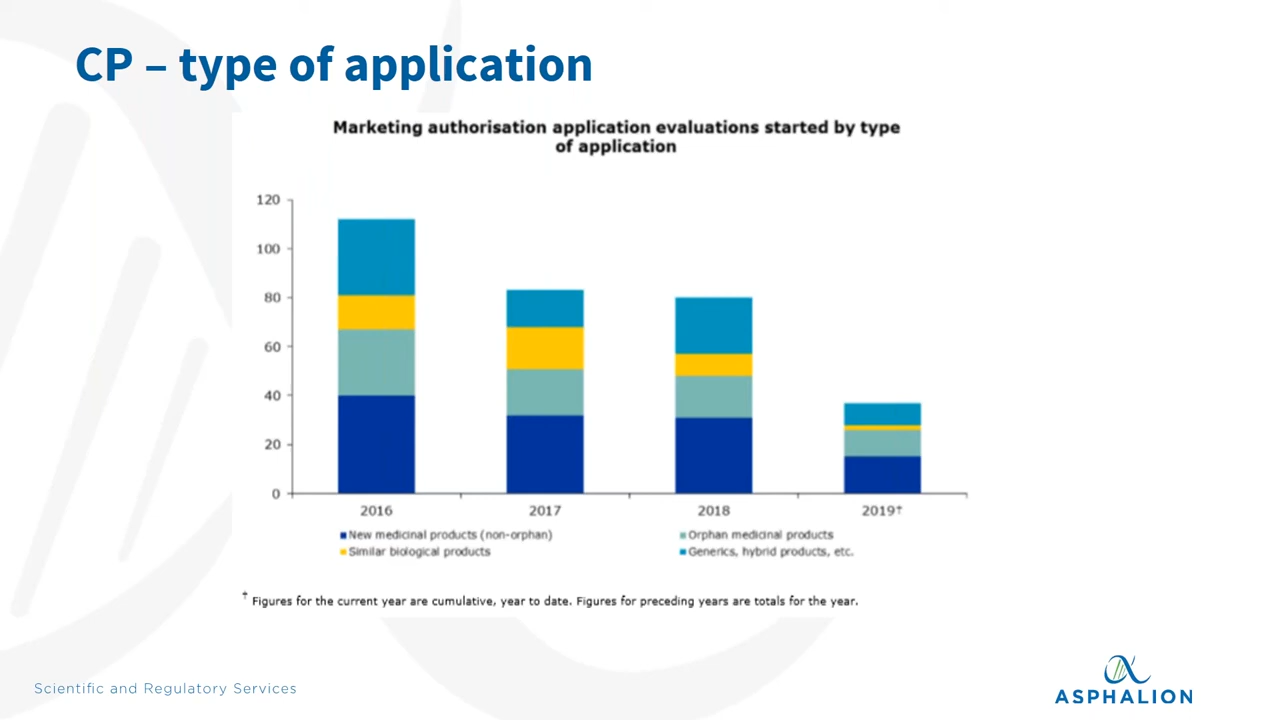 CP – type of application
Marketing authorisation application evaluations started by type
of application
120
100
80
60
40
20
0
2016 2017 2018 2019†
New medicinal products (non-orphan) Orphan medicinal products
Similar biological products Generics, hybrid products, etc.
† Figures for the current year are cumulative, year to date. Figures for preceding years are totals for the year.
Scientific and Regulatory Services
ASPHALION